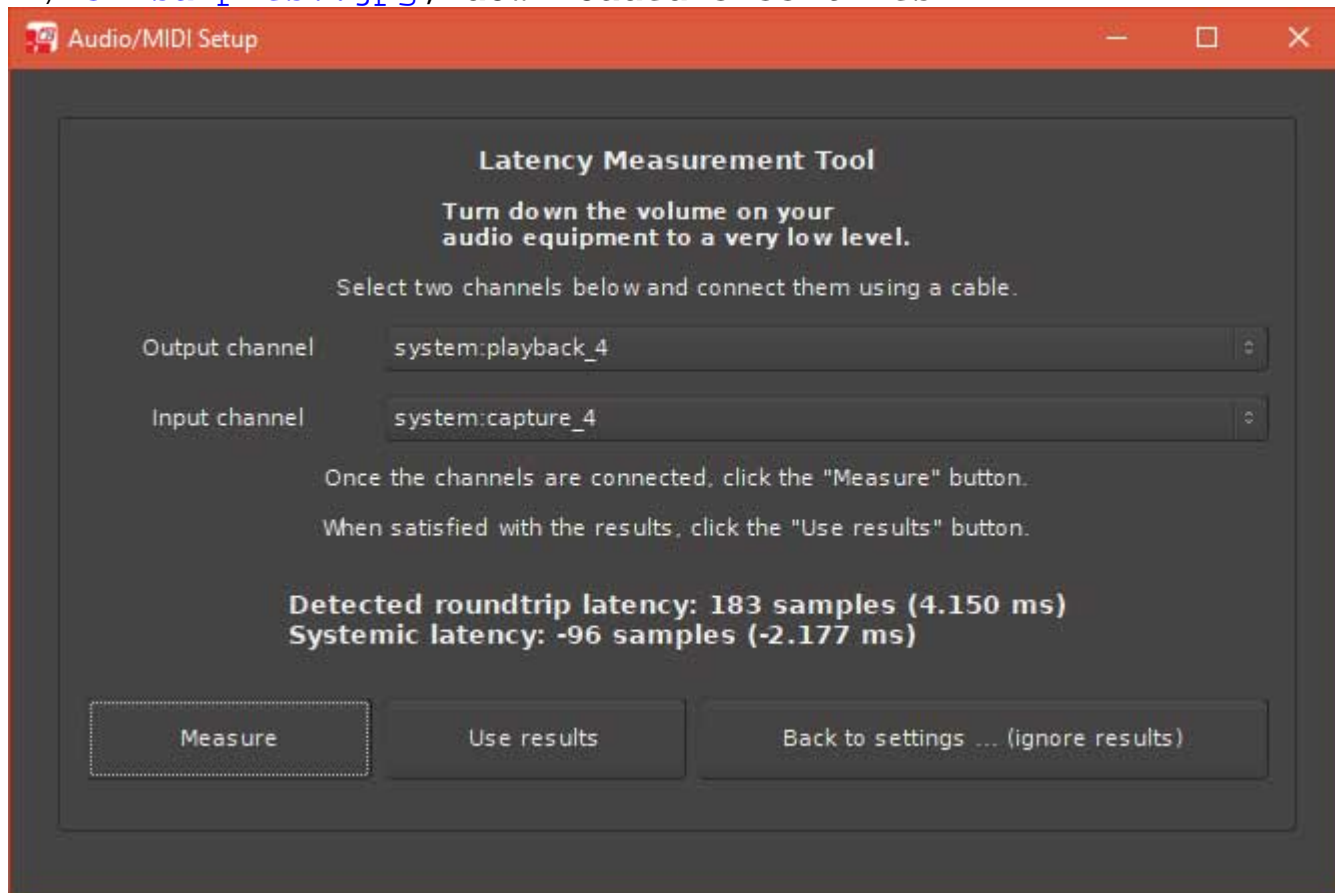 Audio/MIDI Setup
Latency Measurement Tool
Turn down the volume on your
audio equipment to a very low level.
Select two channels below and connect them using a cable.
Output channel system:playback_4
Input channel system:capture_4
Once the channels are connected, click the "Measure" button.
When satisfied with the results, click the "Use results" button.
Detected roundtrip latency: 183 samples (4.150 ms)
Systemic latency: -96 samples (-2.177 ms)
Measure Use results Back to settings ... (ignore results)